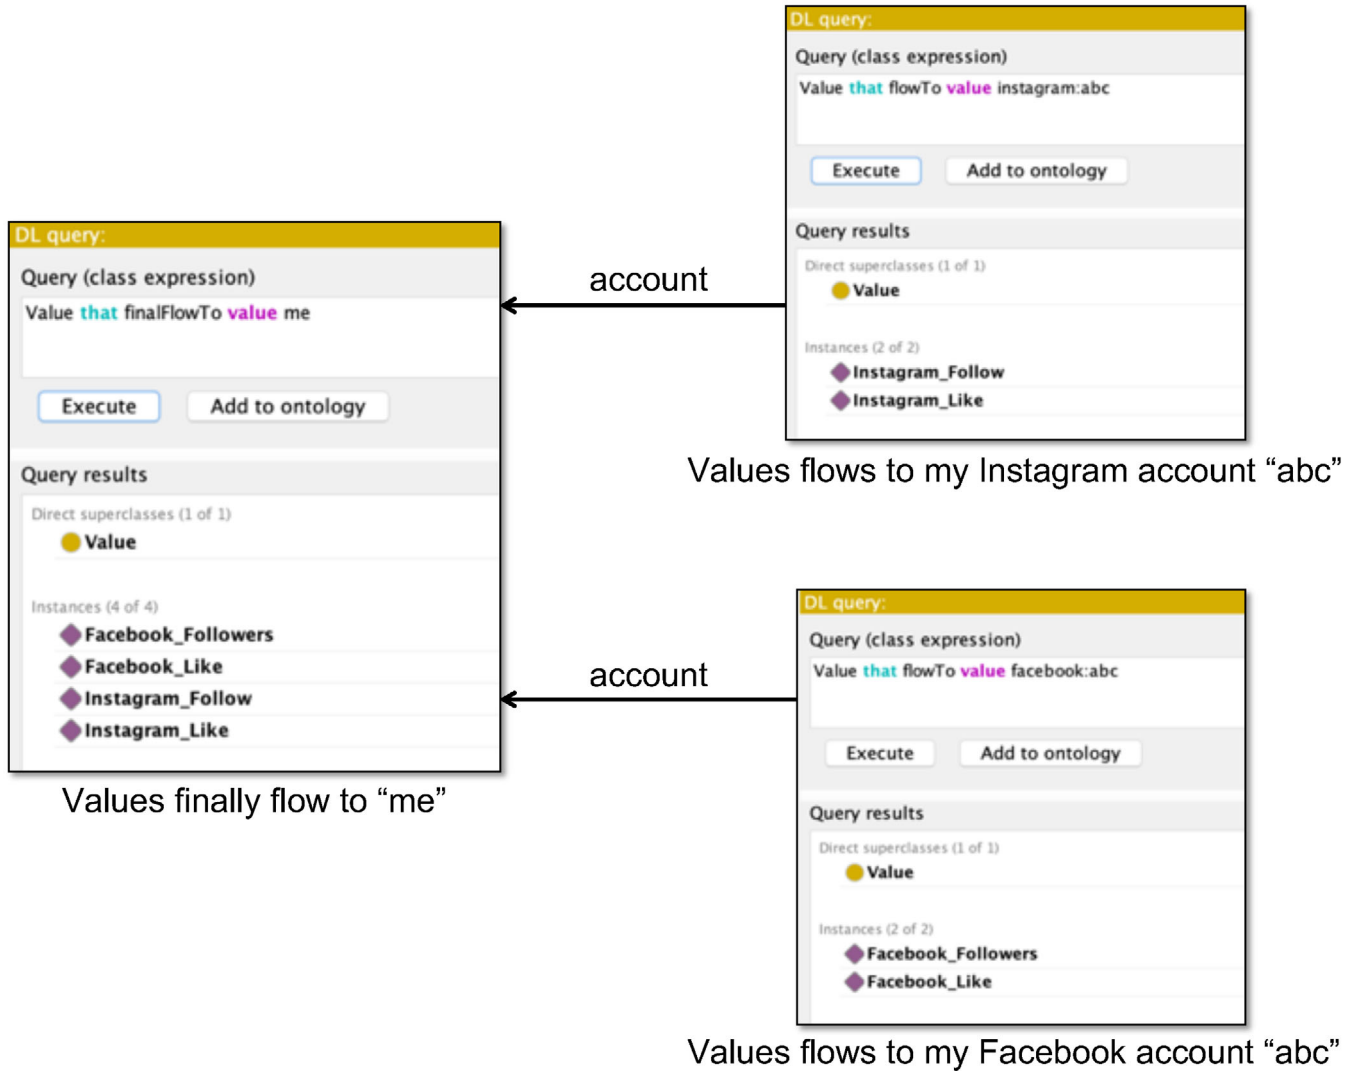 DL query:
Query (class expression)
Value that flowTo value instagram:abc
Execute
Add to ontology
Query results
Direct superclasses (1 of 1)
Value
Instances (2 of 2)
Instagram_Follow
Instagram_Like
Values flows to my Instagram account “abc”
account
DL query:
Query (class expression)
Value that finalFlowTo value me
Execute
Add to ontology
Query results
Direct superclasses (1 of 1)
Value
Instances (4 of 4)
Facebook_Followers
Facebook_Like
Instagram_Follow
Instagram_Like
Values finally flow to “me”
account
DL query:
Query (class expression)
Value that flowTo value facebook:abc
Execute
Add to ontology
Query results
Direct superclasses (1 of 1)
Value
Instances (2 of 2)
Facebook_Followers
Facebook_Like
Values flows to my Facebook account “abc”